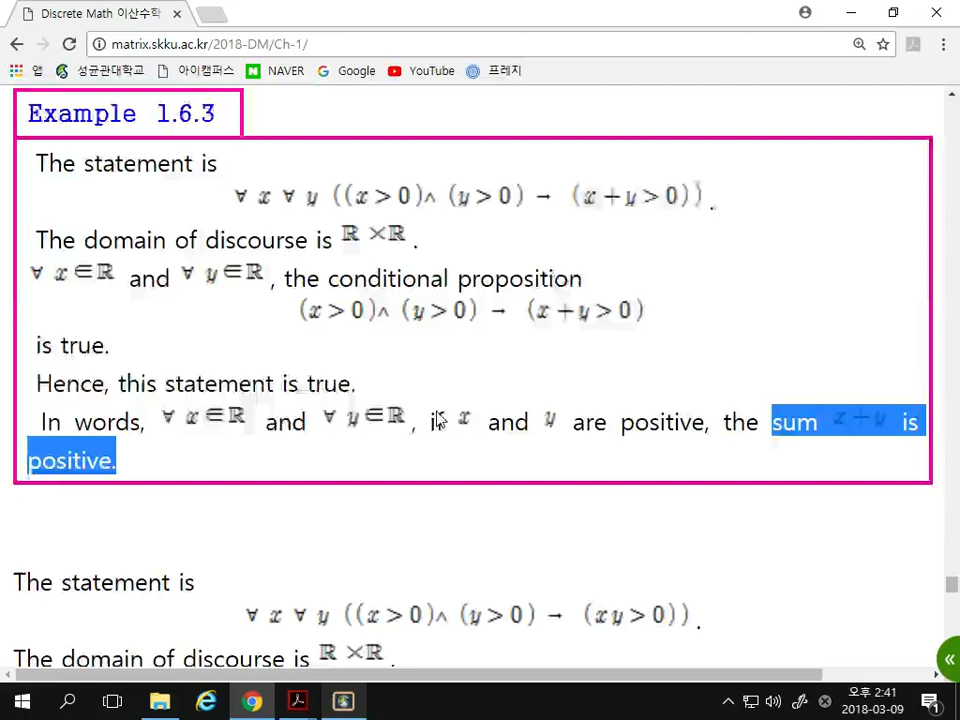 Discrete Math 이산수학
matrix.skku.ac.kr/2018-DM/Ch-1/
앱 성균관대학교 아이캠퍼스 NAVER Google YouTube 프레지
Example 1.6.3
The statement is
∀ x ∀ y ((x>0)∧ (y>0) → (x+y>0)).
The domain of discourse is ℝ×ℝ.
∀ x∈ℝ and ∀ y∈ℝ, the conditional proposition
(x>0)∧ (y>0) → (x+y>0)
is true.
Hence, this statement is true.
In words, ∀ x∈ℝ and ∀ y∈ℝ, x and y are positive, the sum x+y is
positive.
The statement is
∀ x ∀ y ((x>0)∧ (y>0) → (xy>0)).
The domain of discourse is ℝ×ℝ.
오후 2:41
2018-03-09
1